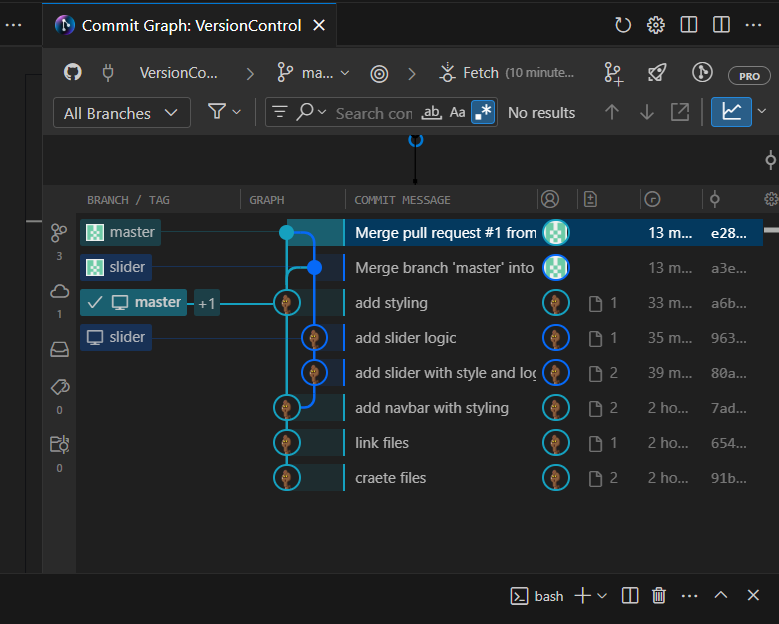 Commit Graph: VersionControl
VersionCo... ma... Fetch (10 minute... PRO
All Branches Search con ab, Aa No results
BRANCH / TAG GRAPH COMMIT MESSAGE
master Merge pull request #1 from 13 m... e28...
slider Merge branch 'master' into 13 m... a3e...
master +1 add styling 1 33 m... a6b...
slider add slider logic 1 35 m... 963...
add slider with style and log 2 39 m... 80a...
add navbar with styling 2 2 ho... 7ad...
link files 1 2 ho... 654...
craete files 2 2 ho... 91b...
3
1
0
0
bash